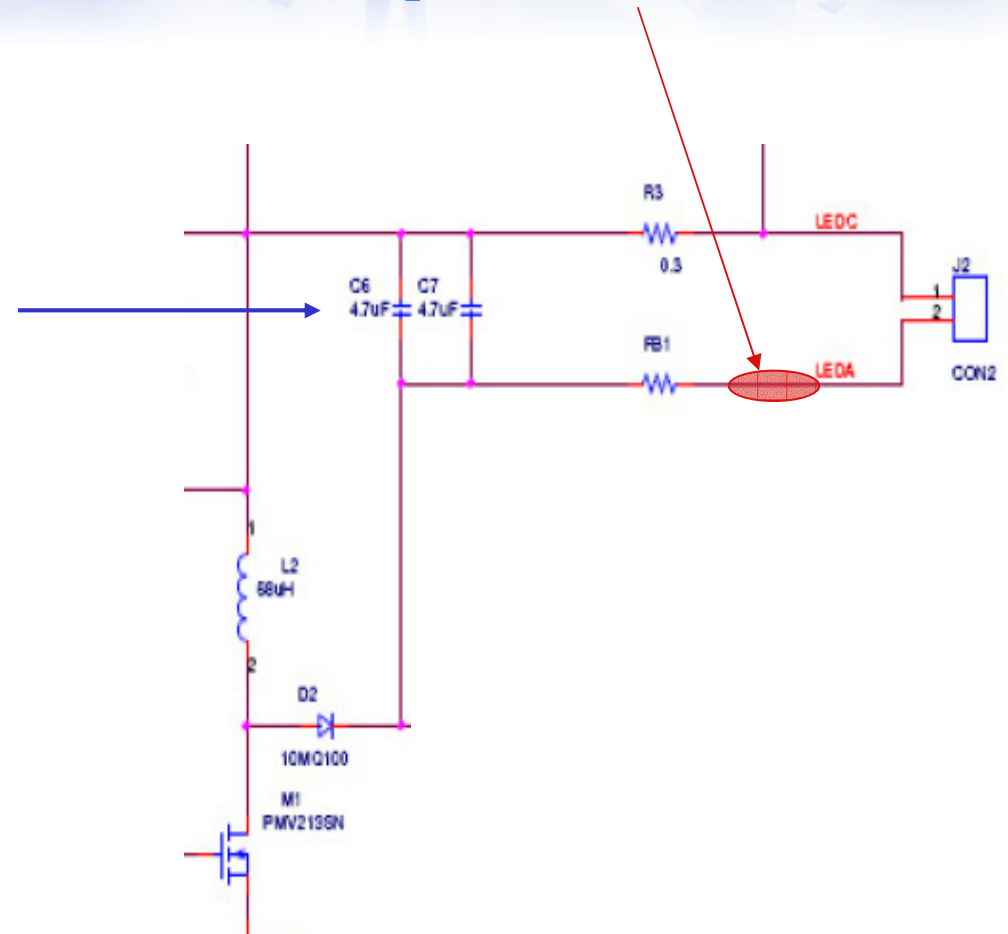 R3
LEDC
0.3
J2
C6 C7
4.7uF 4.7uF
1
2
FB1
LEDA
CON2
1
L2
68uH
2
D2
10MQ100
M1
PMV213SN